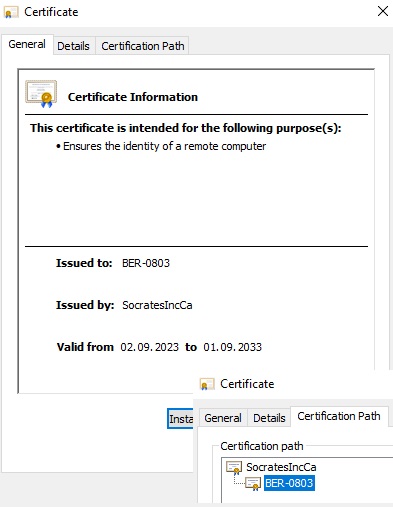 Certificate
General Details Certification Path
Certificate Information
This certificate is intended for the following purpose(s):
• Ensures the identity of a remote computer
Issued to: BER-0803
Issued by: SocratesIncCa
Valid from 02.09.2023 to 01.09.2033
Insta
Certificate
General Details Certification Path
Certification path
SocratesIncCa
BER-0803